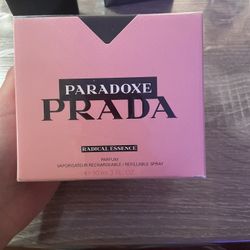 PARADOXE
PRADA
RADICAL ESSENCE
PARFUM
VAPORISATEUR RECHARGEABLE / REFILLABLE SPRAY